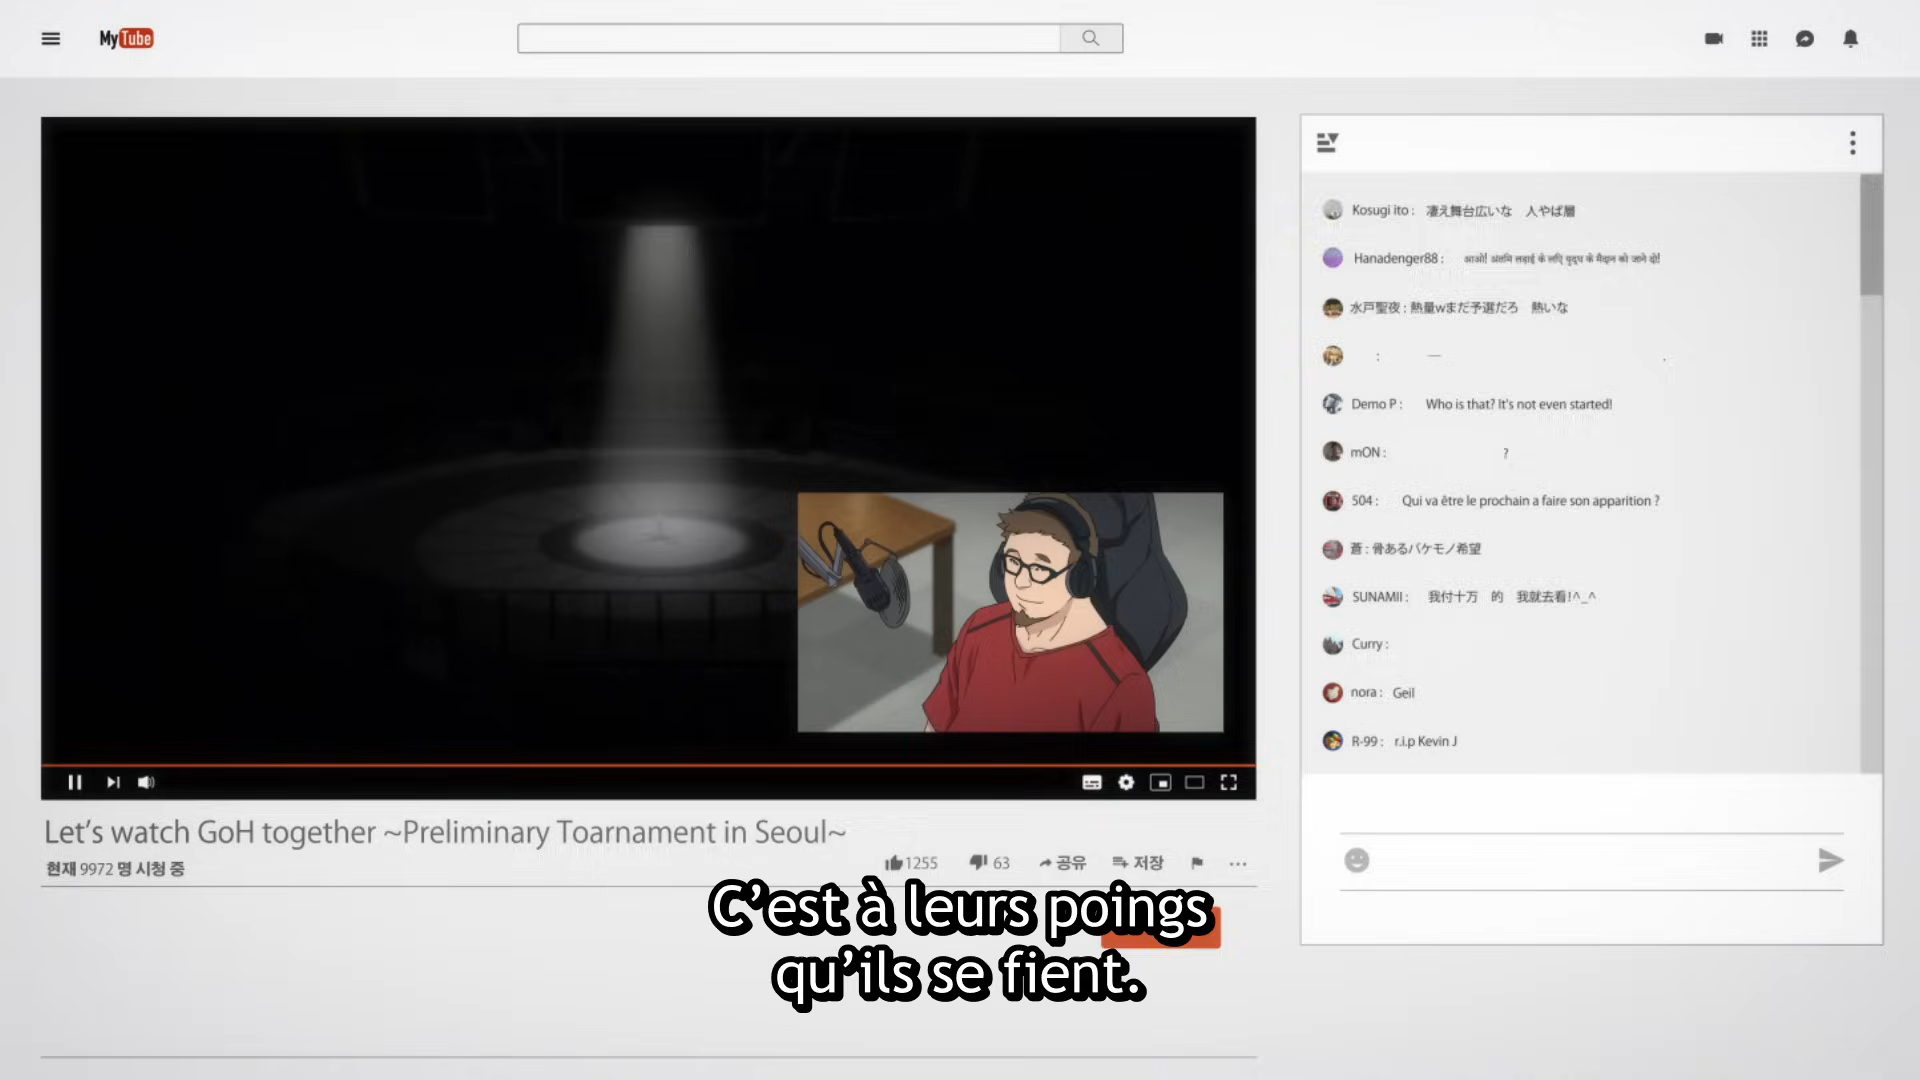 MyTube
Kosugi ito : 凄え舞台広いな 人やば層
Hanadenger88 :
水戸聖夜 : 熱量wまだ予選だろ 熱いな
: — .
Demo P : Who is that? It's not even started!
mON : ?
504 : Qui va être le prochain a faire son apparition ?
蒼 : 骨あるバケモノ希望
SUNAMII : 我付十万 的 我就去看!^_^
Curry :
nora : Geil
R-99 : r.i.p Kevin J
Let's watch GoH together ~Preliminary Toarnament in Seoul~
현재 9972 명 시청 중
1255 63 공유 저장
C'est à leurs poings
qu'ils se fient.